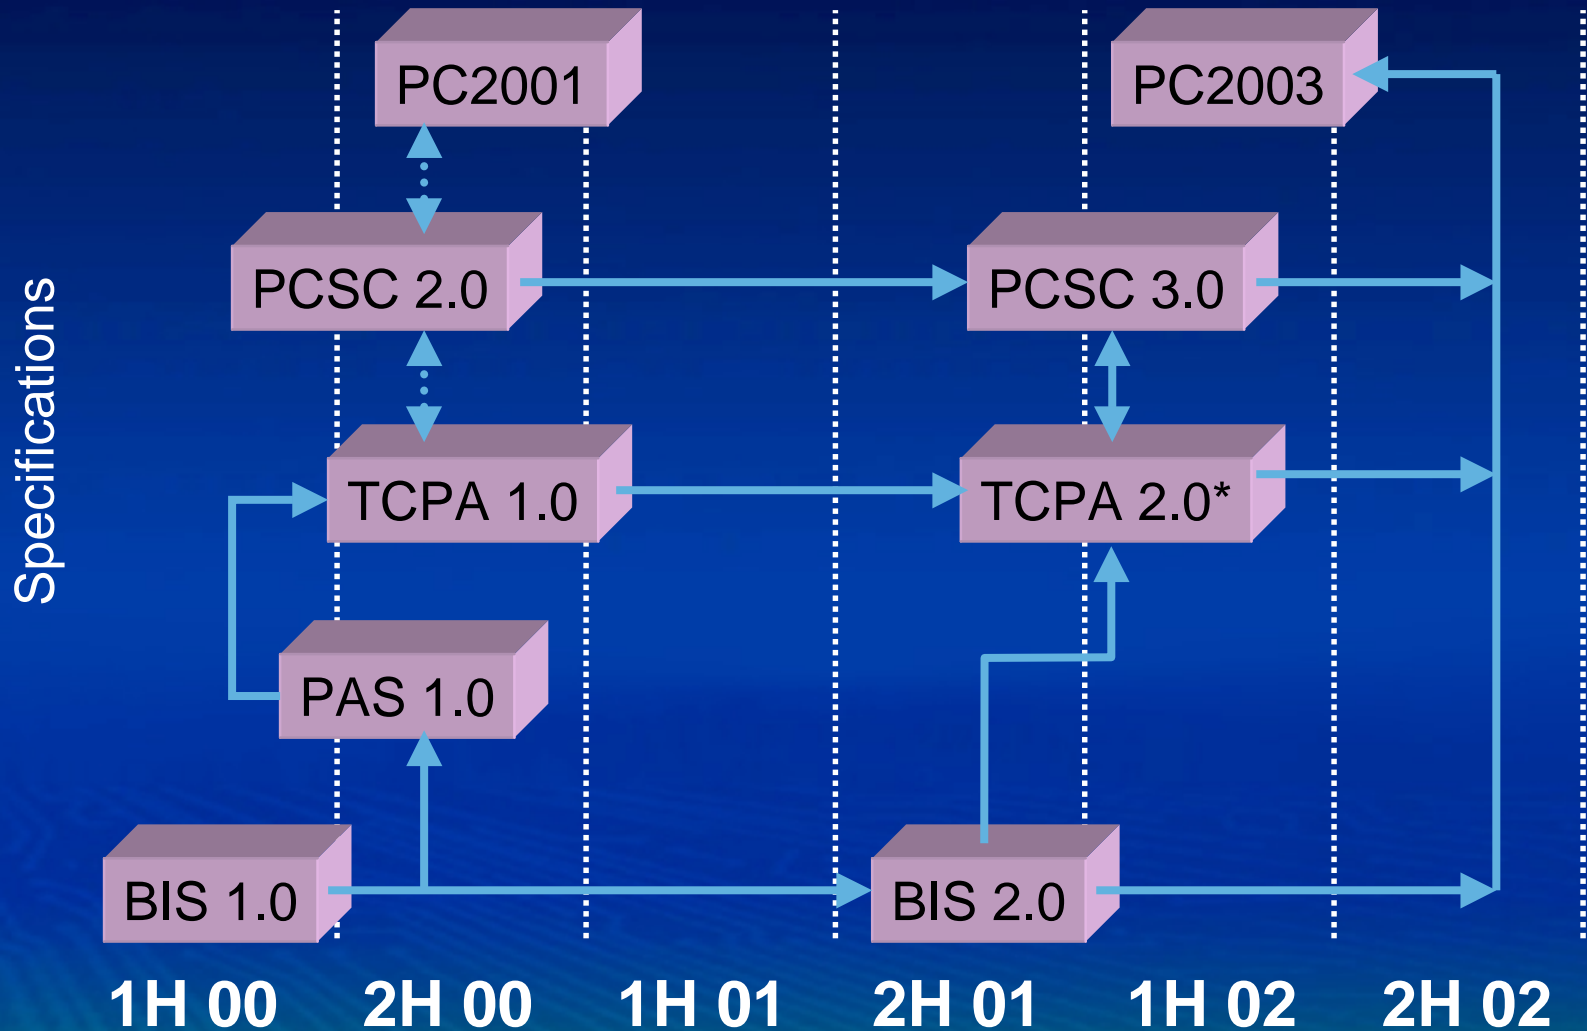 PC2001
PC2003
PCSC 2.0
PCSC 3.0
Specifications
TCPA 1.0
TCPA 2.0*
PAS 1.0
BIS 1.0
BIS 2.0
1H 00 2H 00 1H 01 2H 01 1H 02 2H 02